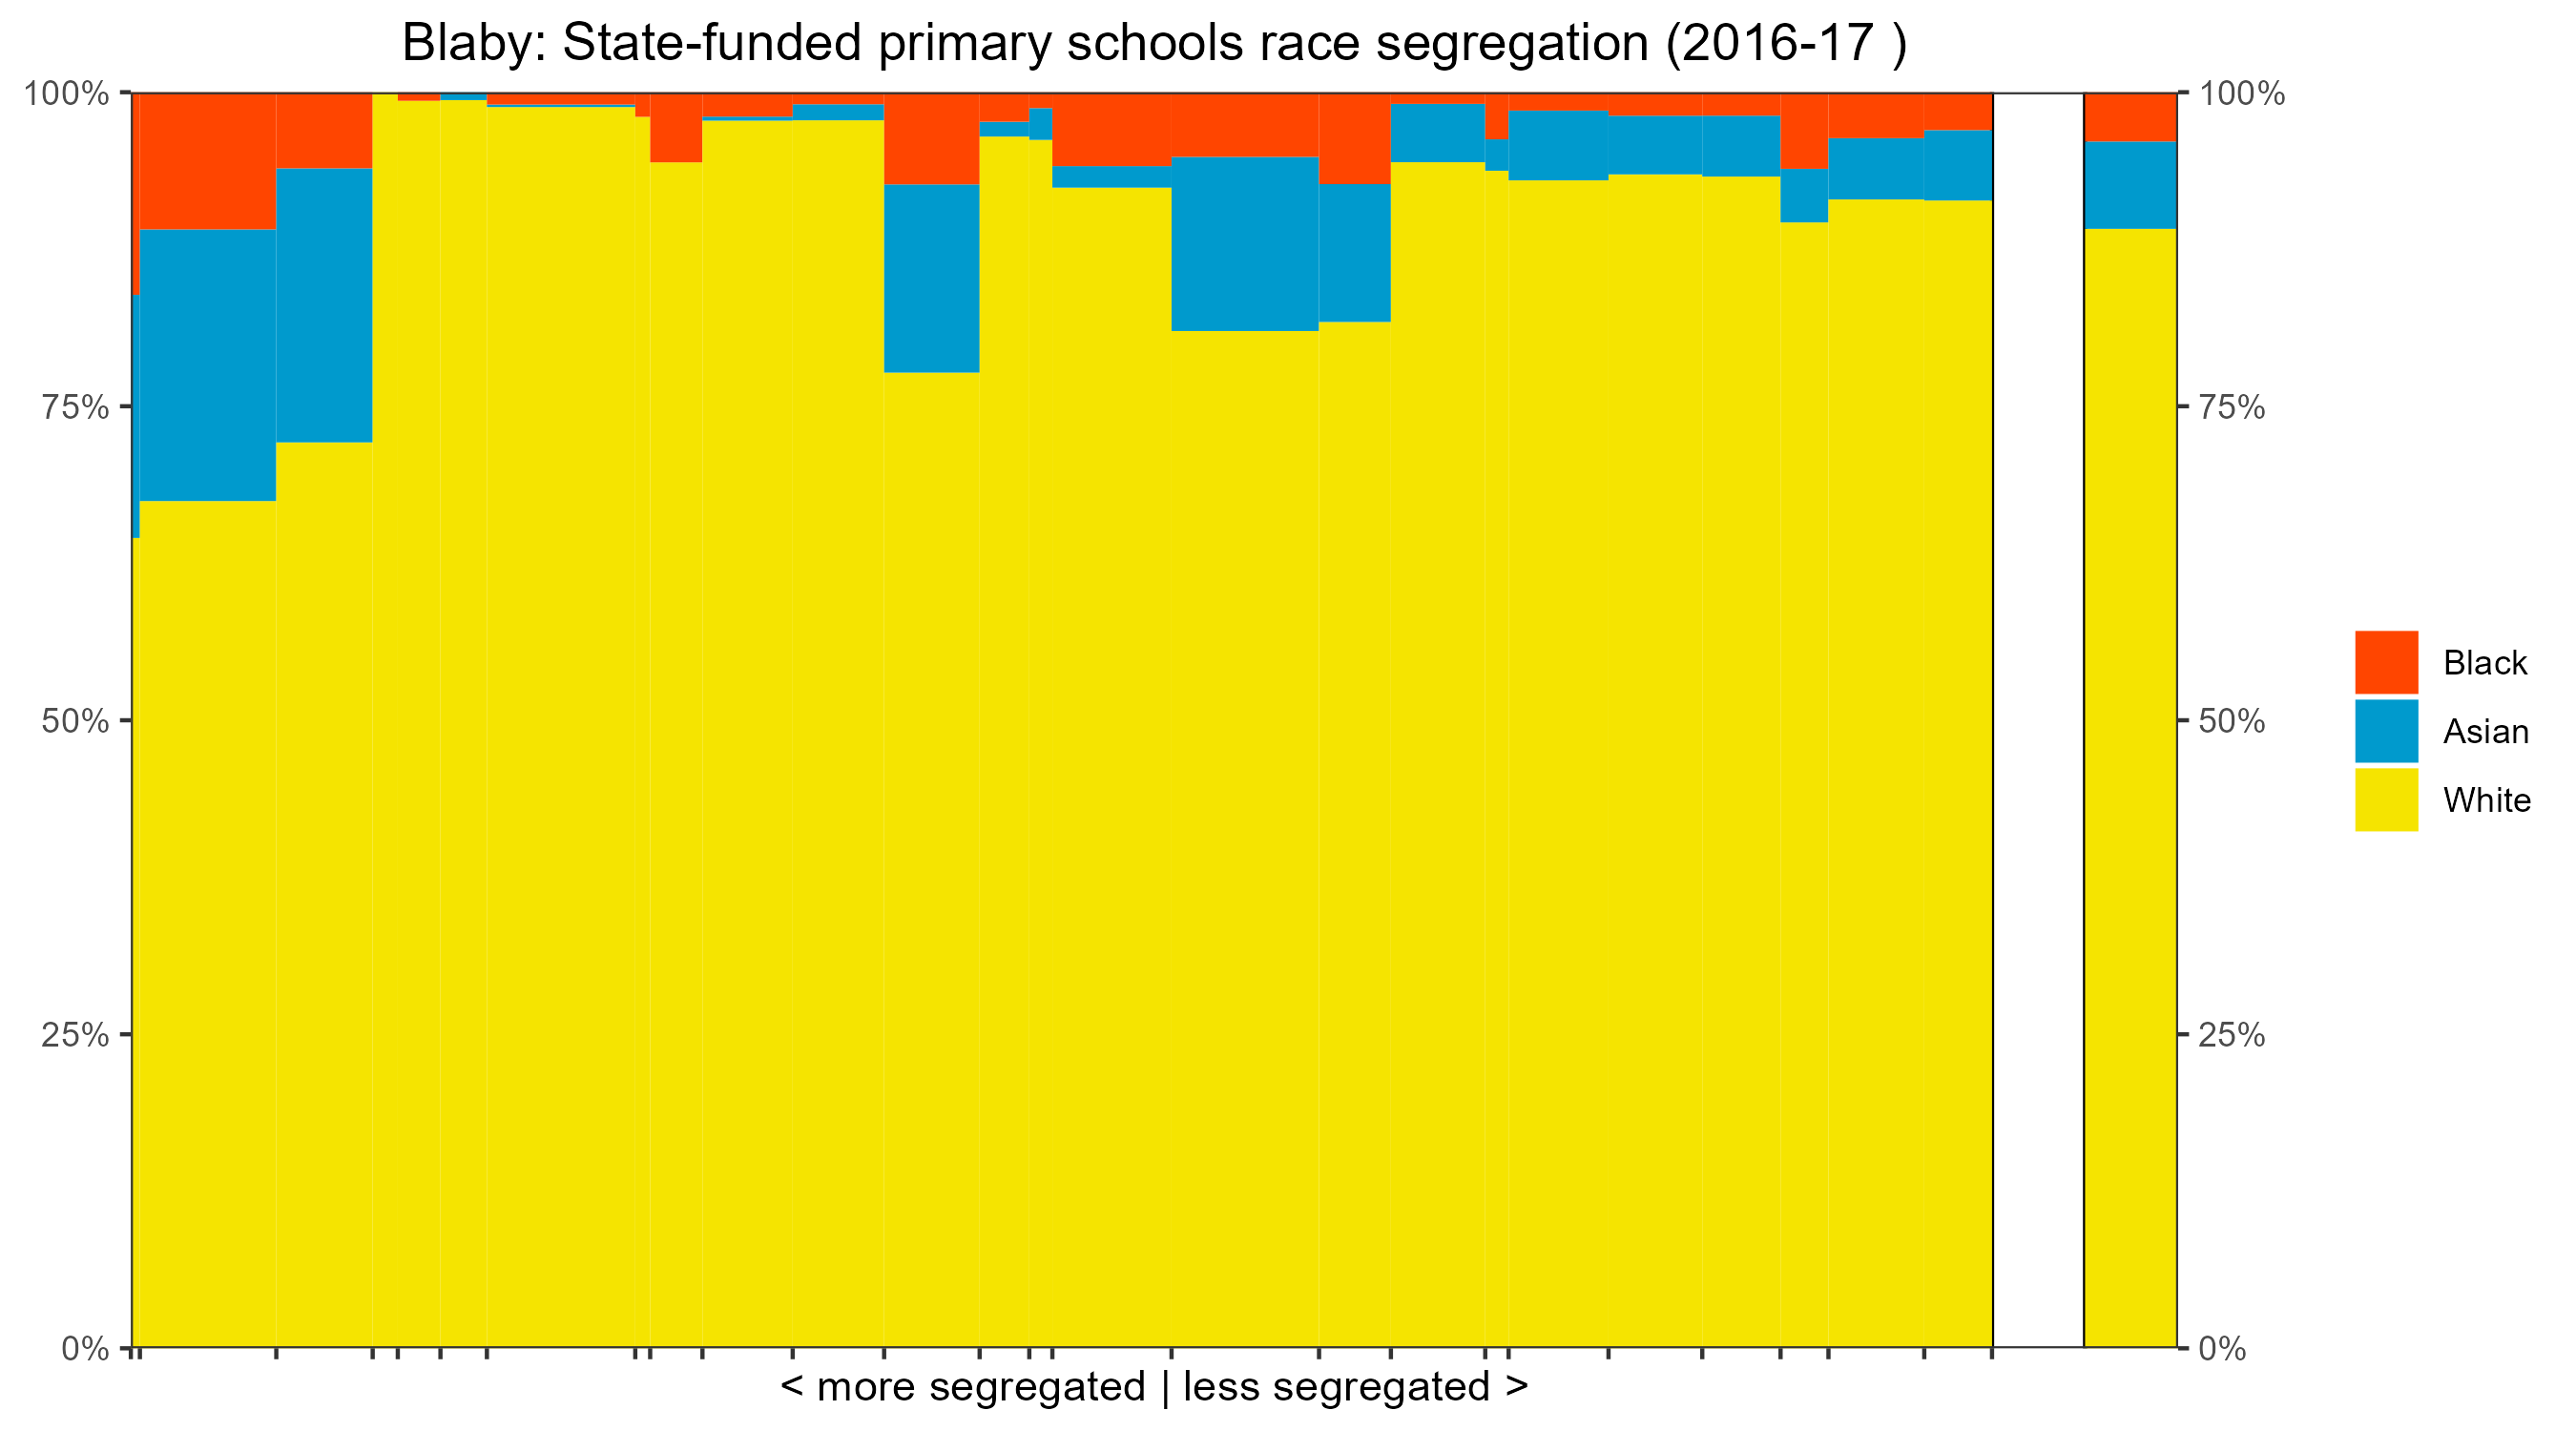 Blaby: State-funded primary schools race segregation (2016-17 )
100%
75%
50%
25%
0%
100%
75%
50%
25%
0%
Black
Asian
White
< more segregated | less segregated >